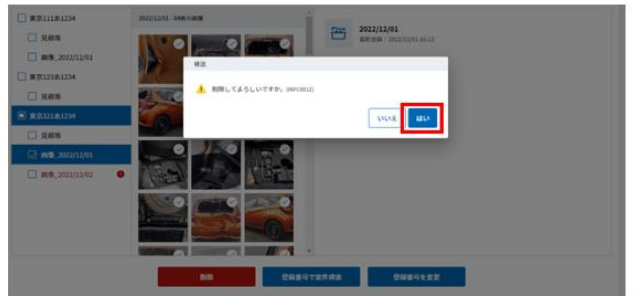 東京111あ1234
見積等
画像_2022/12/01
東京123あ1234
見積等
東京321あ1234
見積等
画像_2022/12/01
画像_2022/12/02
2022/12/01
2022/12/01
確認
削除してよろしいですか。
いいえ
はい
削除
登録番号で案件検索
登録番号を変更